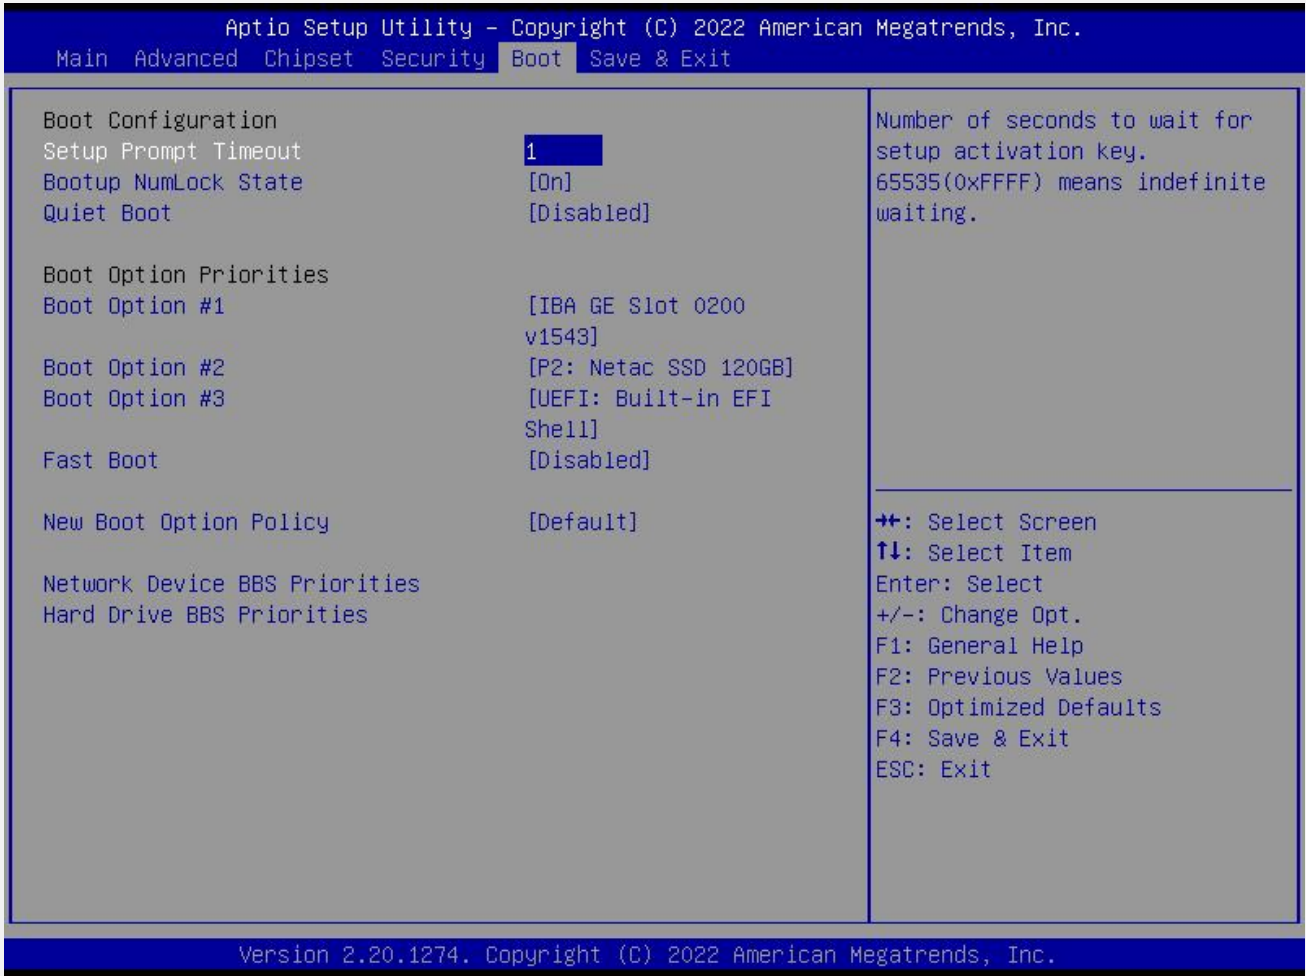 Aptio Setup Utility – Copyright (C) 2022 American Megatrends, Inc.
Main Advanced Chipset Security Boot Save & Exit
Boot Configuration
Setup Prompt Timeout 1
Bootup NumLock State [On]
Quiet Boot [Disabled]
Boot Option Priorities
Boot Option #1 [IBA GE Slot 0200
v1543]
Boot Option #2 [P2: Netac SSD 120GB]
Boot Option #3 [UEFI: Built-in EFI
Shell]
Fast Boot [Disabled]
New Boot Option Policy [Default]
Network Device BBS Priorities
Hard Drive BBS Priorities
Number of seconds to wait for
setup activation key.
65535(0xFFFF) means indefinite
waiting.
→←: Select Screen
↑↓: Select Item
Enter: Select
+/-: Change Opt.
F1: General Help
F2: Previous Values
F3: Optimized Defaults
F4: Save & Exit
ESC: Exit
Version 2.20.1274. Copyright (C) 2022 American Megatrends, Inc.